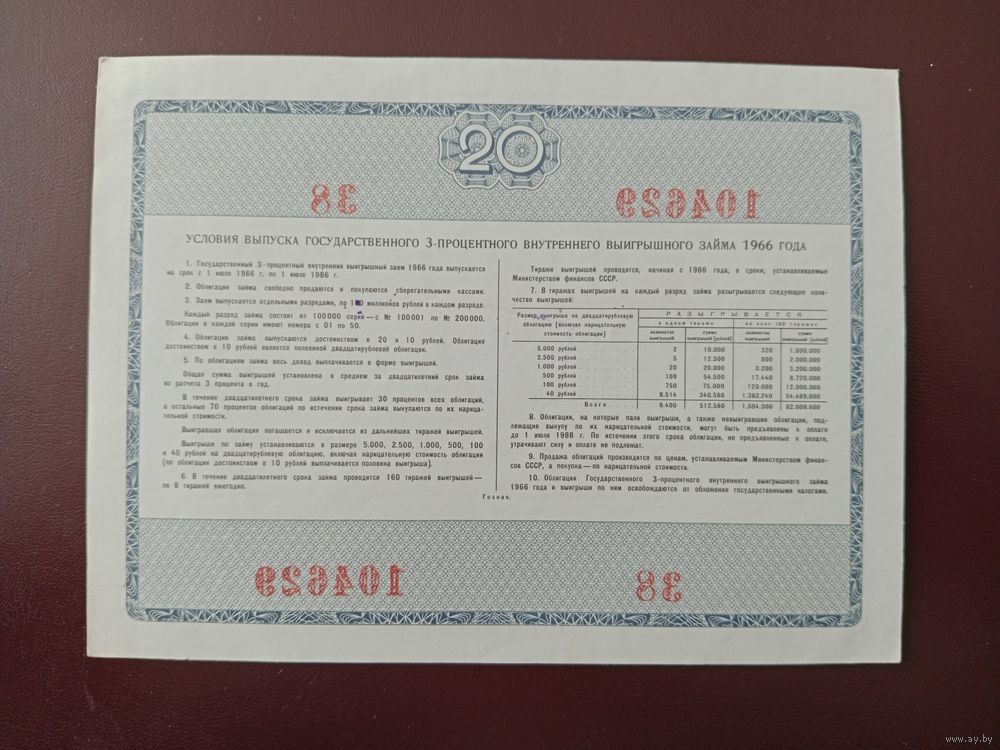 20
38 104629
УСЛОВИЯ ВЫПУСКА ГОСУДАРСТВЕННОГО 3-ПРОЦЕНТНОГО ВНУТРЕННЕГО ВЫИГРЫШНОГО ЗАЙМА 1966 ГОДА
1. Государственный 3-процентный внутренний выигрышный заем 1966 года выпускается
на срок с 1 июля 1966 г. по 1 июля 1986 г.
2. Облигации займа свободно продаются и покупаются сберегательными кассами.
3. Заем выпускается отдельными разрядами, по миллионов рублей в каждом разряде.
Каждый разряд займа состоит из 100000 серий—с № 100001 по № 200000.
Облигации в каждой серии имеют номера с 01 по 50.
4. Облигации займа выпускаются достоинством в 20 и 10 рублей. Облигация
достоинством в 10 рублей является половиной двадцатирублевой облигации.
5. По облигациям займа весь доход выплачивается в форме выигрышей.
Общая сумма выигрышей установлена в среднем за двадцатилетний срок займа
из расчета 3 процента в год.
В течение двадцатилетнего срока займа выигрывает 30 процентов всех облигаций,
а остальные 70 процентов облигаций по истечении срока займа выкупаются по их нарица-
тельной стоимости.
Выигравшая облигация погашается и исключается из дальнейших тиражей выигрышей.
Выигрыши по займу устанавливаются в размере 5.000, 2.500, 1.000, 500, 100
и 40 рублей на двадцатирублевую облигацию, включая нарицательную стоимость облигации
(по облигации достоинством в 10 рублей выплачивается половина выигрыша).
6. В течение двадцатилетнего срока займа проводится 160 тиражей выигрышей—
по 8 тиражей ежегодно.
Тиражи выигрышей проводятся, начиная с 1966 года, в сроки, устанавливаемые
Министерством финансов СССР.
7. В тиражах выигрышей на каждый разряд займа разыгрывается следующее коли-
чество выигрышей:
Размер выигрыша на двадцатирублевую облигацию (включая нарицательную стоимость облигации)
РАЗЫГРЫВАЕТСЯ
в одном тираже во всех 160 тиражах
количество выигрышей сумма выигрышей (рублей) количество выигрышей сумма выигрышей (рублей)
5.000 рублей 2 10.000 320 1.600.000
2.500 рублей 5 12.500 800 2.000.000
1.000 рублей 20 20.000 3.200 3.200.000
500 рублей 109 54.500 17.440 8.720.000
100 рублей 750 75.000 120.000 12.000.000
40 рублей 8.514 340.560 1.362.240 54.489.600
Всего 9.400 512.560 1.504.000 82.009.600
8. Облигации, на которые пали выигрыши, а также невыигравшие облигации, под-
лежащие выкупу по их нарицательной стоимости, могут быть предъявлены к оплате
до 1 июля 1988 г. По истечении этого срока облигации, не предъявленные к оплате,
утрачивают силу и оплате не подлежат.
9. Продажа облигаций производится по ценам, устанавливаемым Министерством финан-
сов СССР, а покупка—по нарицательной стоимости.
10. Облигации Государственного 3-процентного внутреннего выигрышного займа
1966 года и выигрыши по ним освобождаются от обложения государственными налогами.
Гознак.
104629 38
www.ay.by